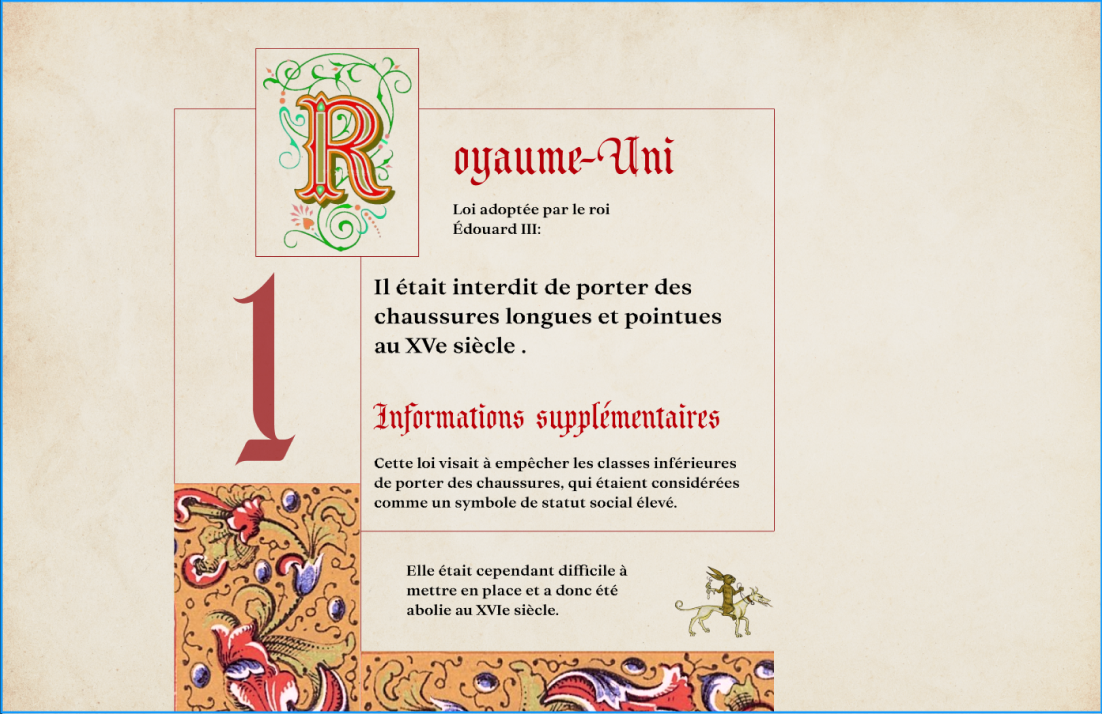 Royaume-Uni
Loi adoptée par le roi
Édouard III:
1
Il était interdit de porter des
chaussures longues et pointues
au XVe siècle .
Informations supplémentaires
Cette loi visait à empêcher les classes inférieures
de porter des chaussures, qui étaient considérées
comme un symbole de statut social élevé.
Elle était cependant difficile à
mettre en place et a donc été
abolie au XVIe siècle.